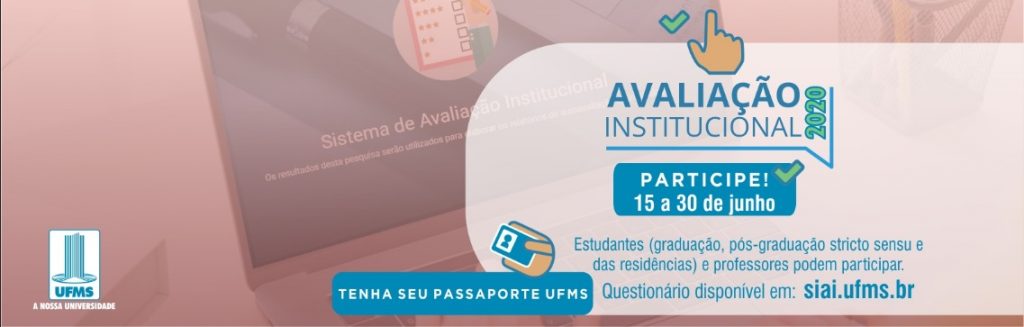 Sistema de Avaliação Institucional
Os resultados desta pesquisa serão utilizados para
AVALIAÇÃO
INSTITUCIONAL
2020
PARTICIPE!
15 a 30 de junho
Estudantes (graduação, pós-graduação stricto sensu e
das residências) e professores podem participar.
TENHA SEU PASSAPORTE UFMS
Questionário disponível em: siai.ufms.br
UFMS
A NOSSA UNIVERSIDADE